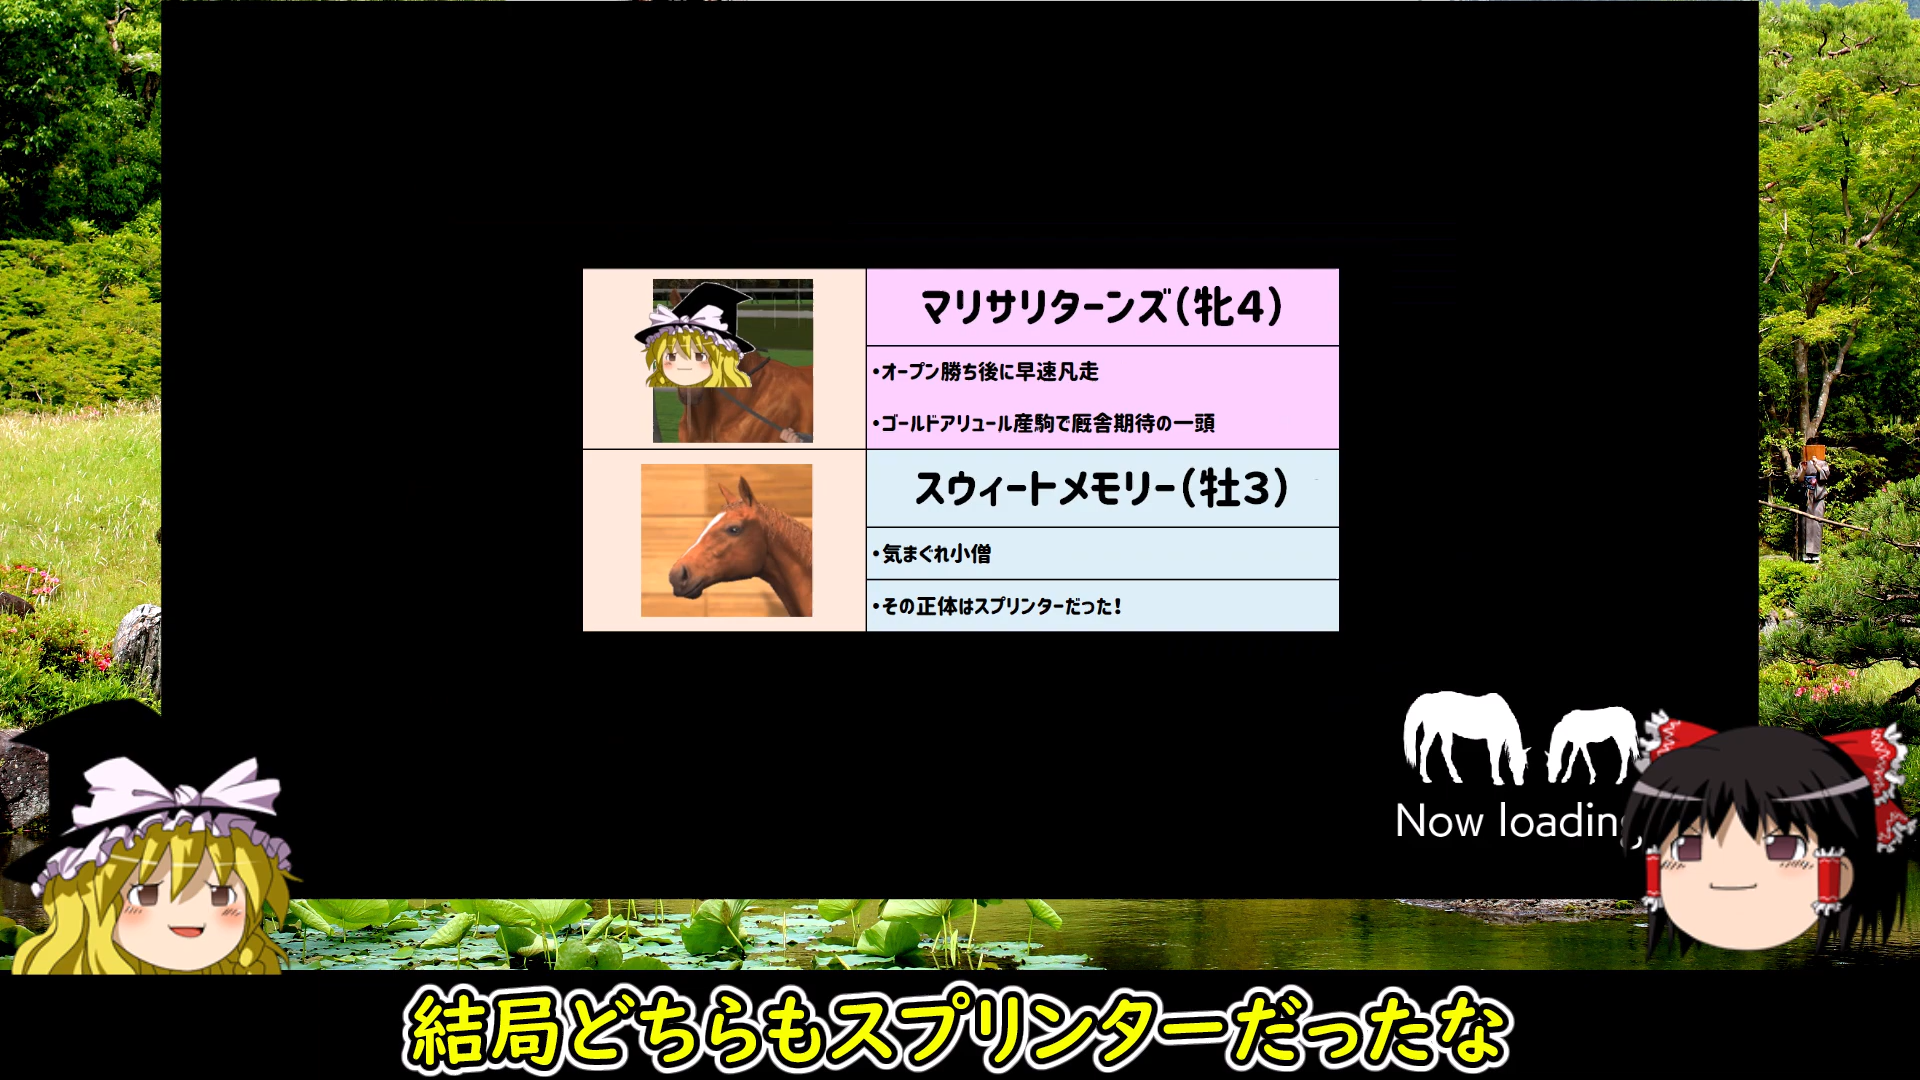 マリサリターンズ(牝4)
・オープン勝ち後に早速凡走
・ゴールドアリュール産駒で厩舎期待の一頭
スウィートメモリー(牡3)
・気まぐれ小僧
・その正体はスプリンターだった!
Now loading
結局どちらもスプリンターだったな